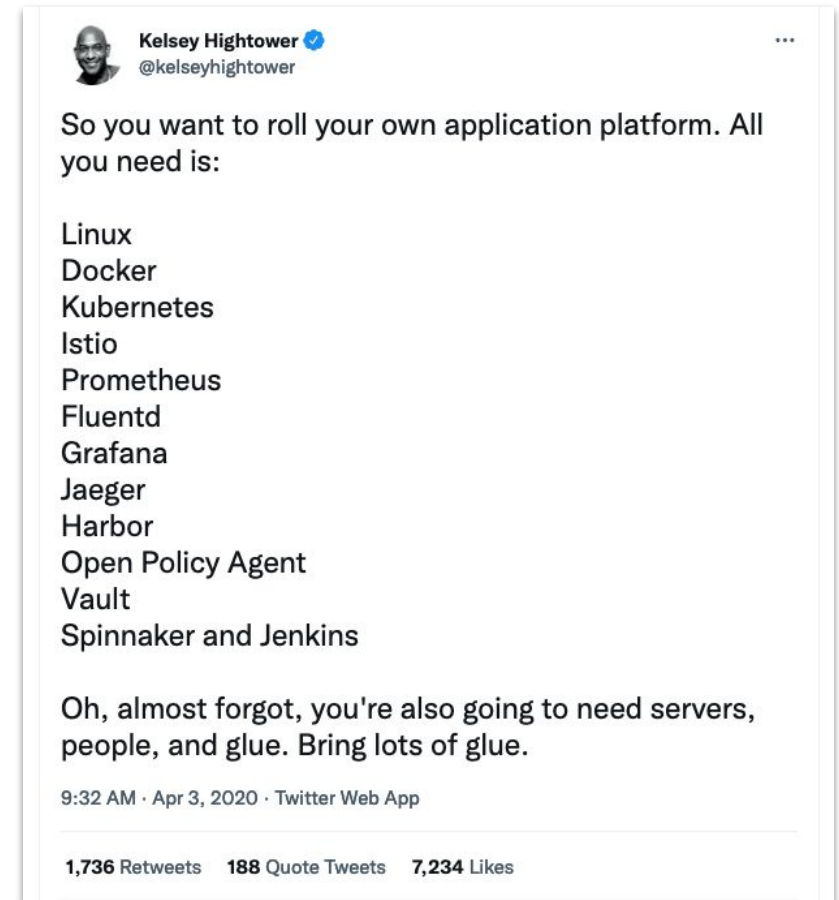 Kelsey Hightower
@kelseyhightower
So you want to roll your own application platform. All
you need is:
Linux
Docker
Kubernetes
Istio
Prometheus
Fluentd
Grafana
Jaeger
Harbor
Open Policy Agent
Vault
Spinnaker and Jenkins
Oh, almost forgot, you're also going to need servers,
people, and glue. Bring lots of glue.
9:32 AM · Apr 3, 2020 · Twitter Web App
1,736 Retweets 188 Quote Tweets 7,234 Likes